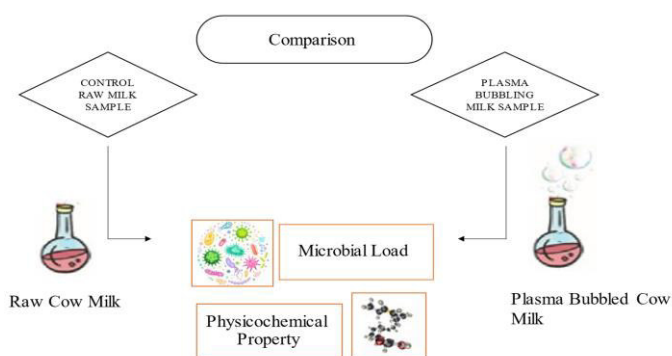 Comparison
CONTROL
RAW MILK
SAMPLE
PLASMA
BUBBLING
MILK SAMPLE
Microbial Load
Raw Cow Milk
Plasma Bubbled Cow
Milk
Physicochemical
Property